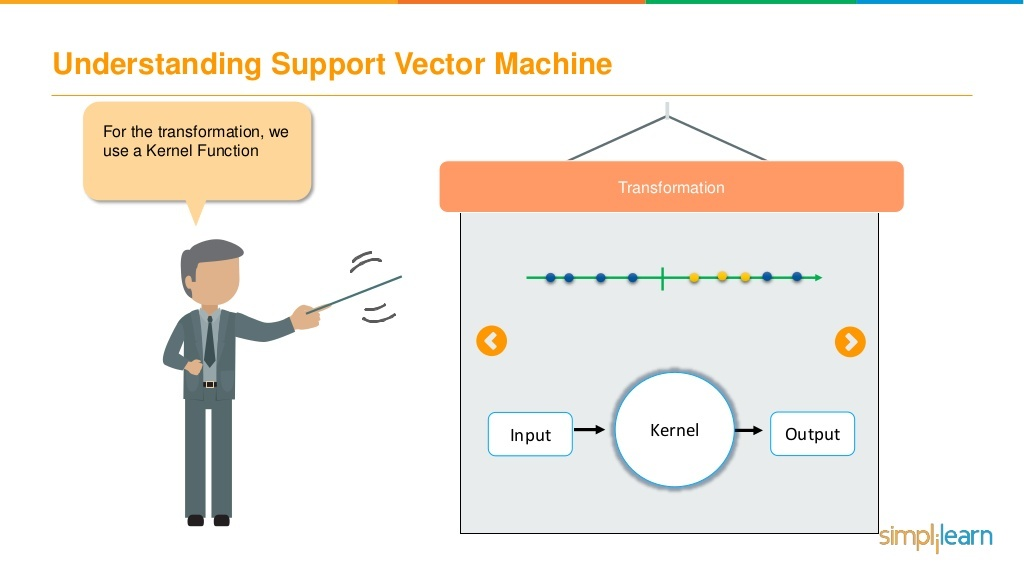 Understanding Support Vector Machine
For the transformation, we
use a Kernel Function
Transformation
Input
Kernel
Output
simplilearn